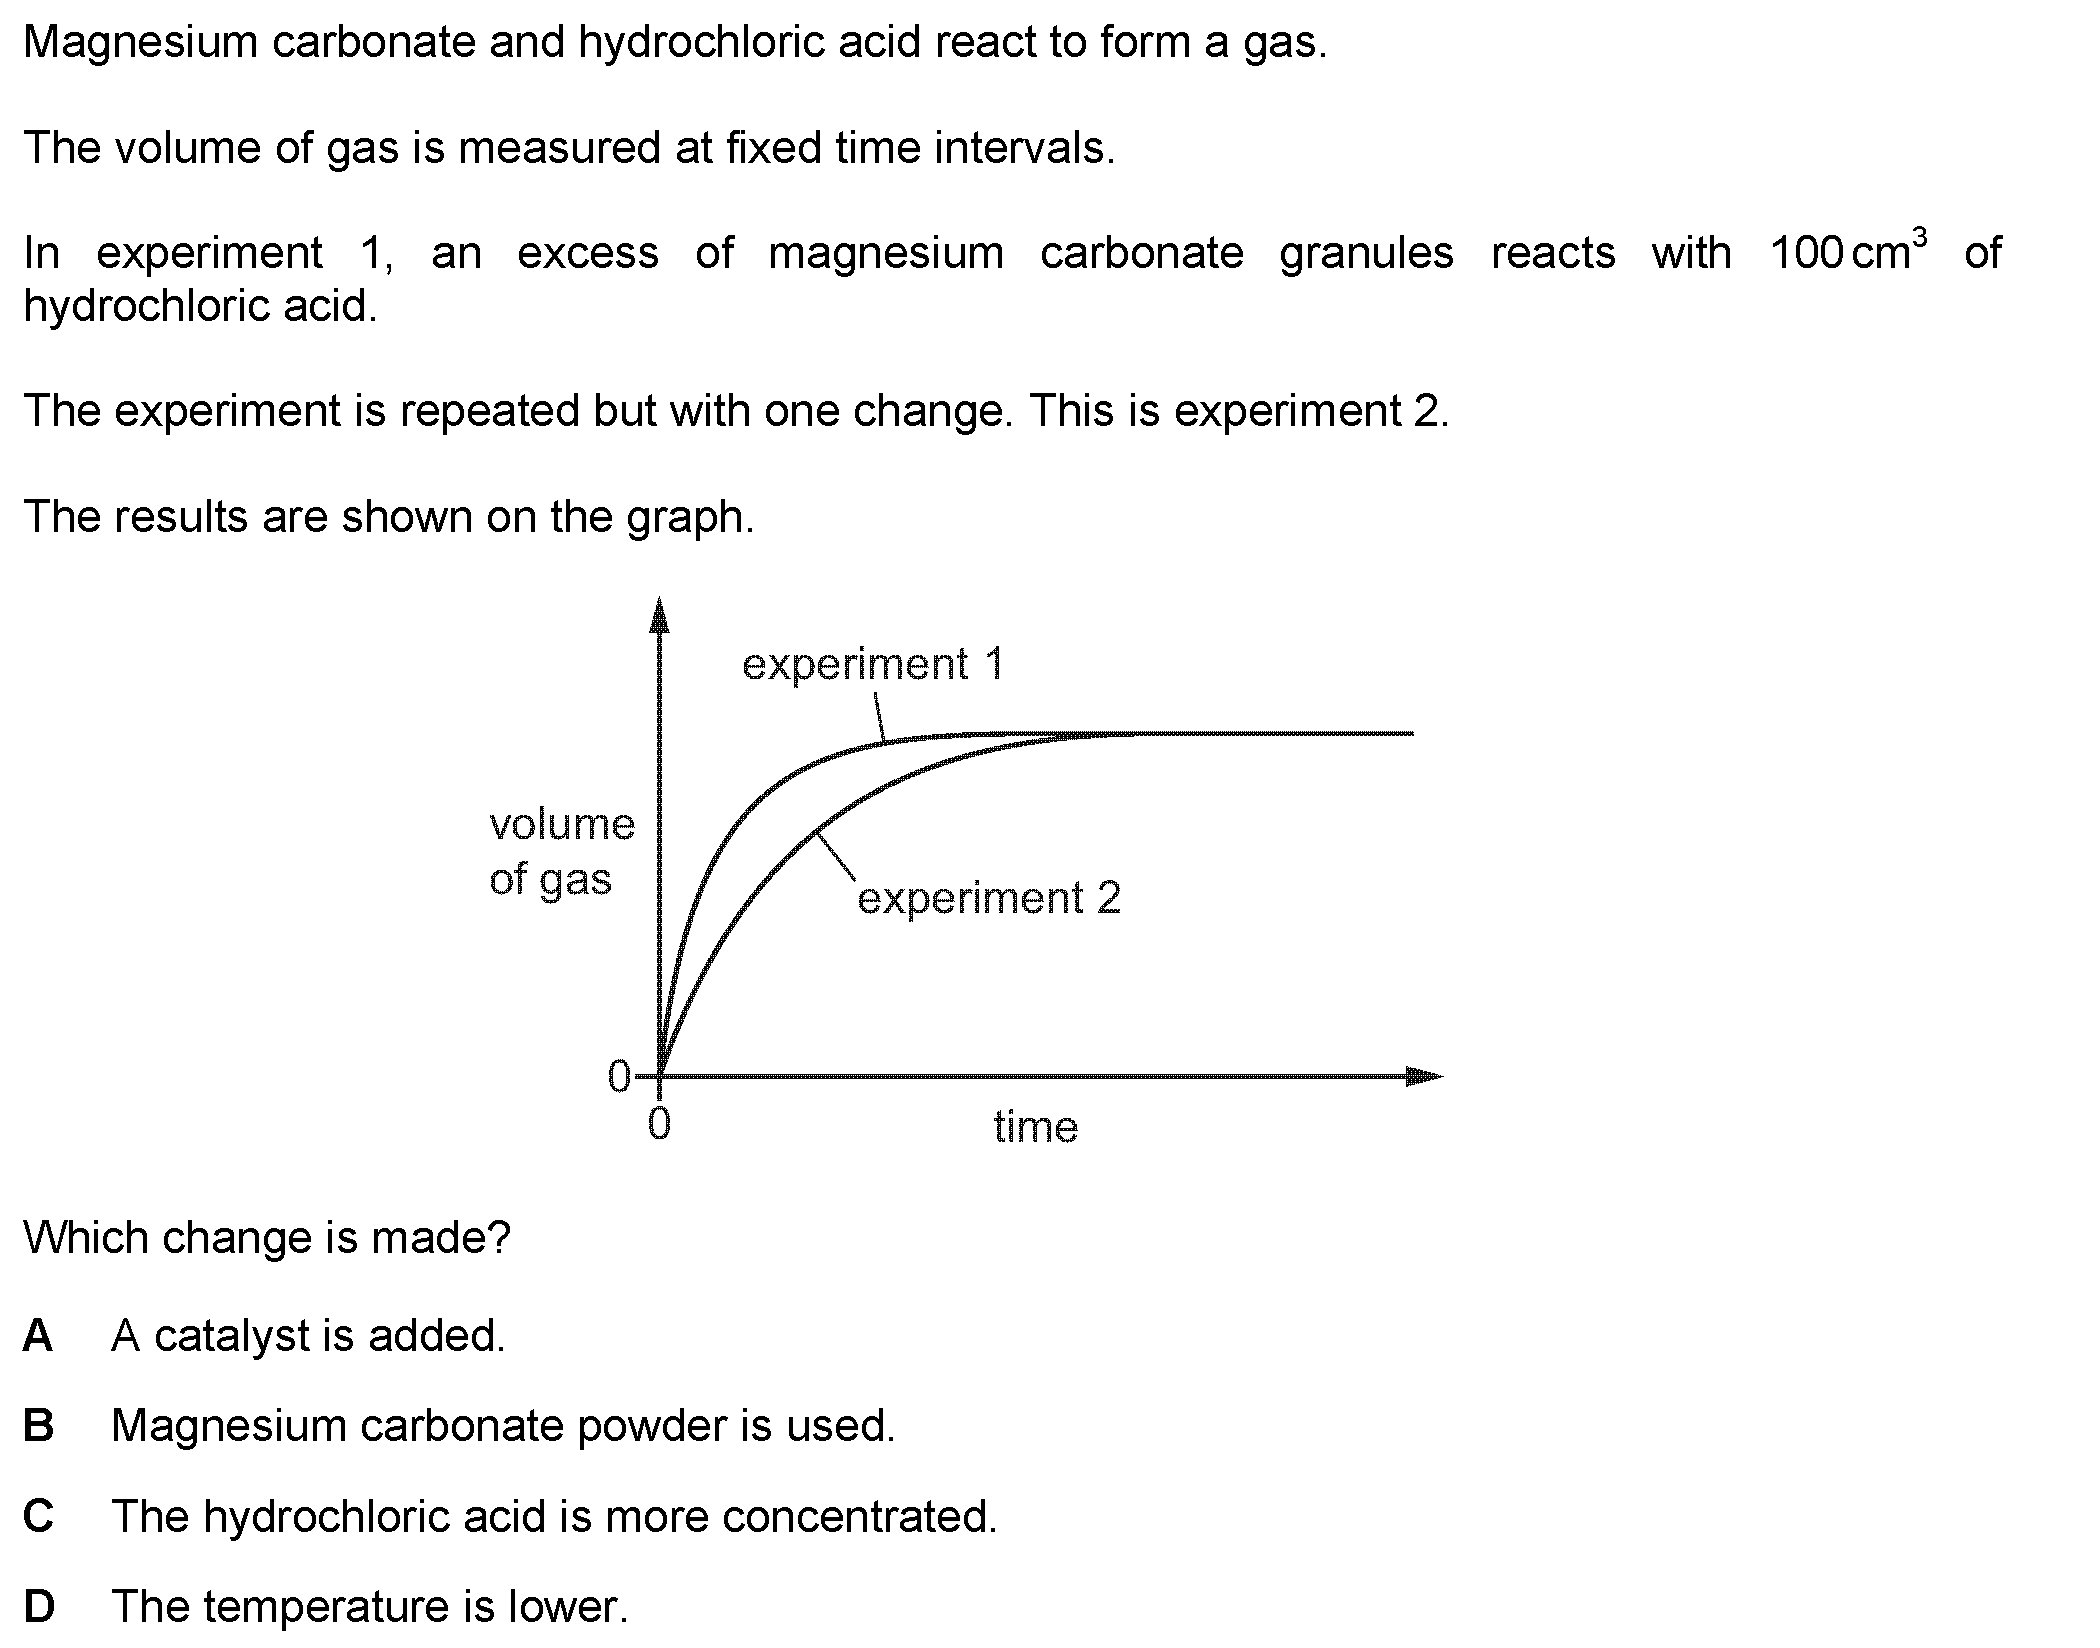 Magnesium carbonate and hydrochloric acid react to form a gas.
The volume of gas is measured at fixed time intervals.
In experiment 1, an excess of magnesium carbonate granules reacts with 100 cm³ of
hydrochloric acid.
The experiment is repeated but with one change. This is experiment 2.
The results are shown on the graph.
experiment 1
volume
of gas
experiment 2
0
0
time
Which change is made?
A A catalyst is added.
B Magnesium carbonate powder is used.
C The hydrochloric acid is more concentrated.
D The temperature is lower.